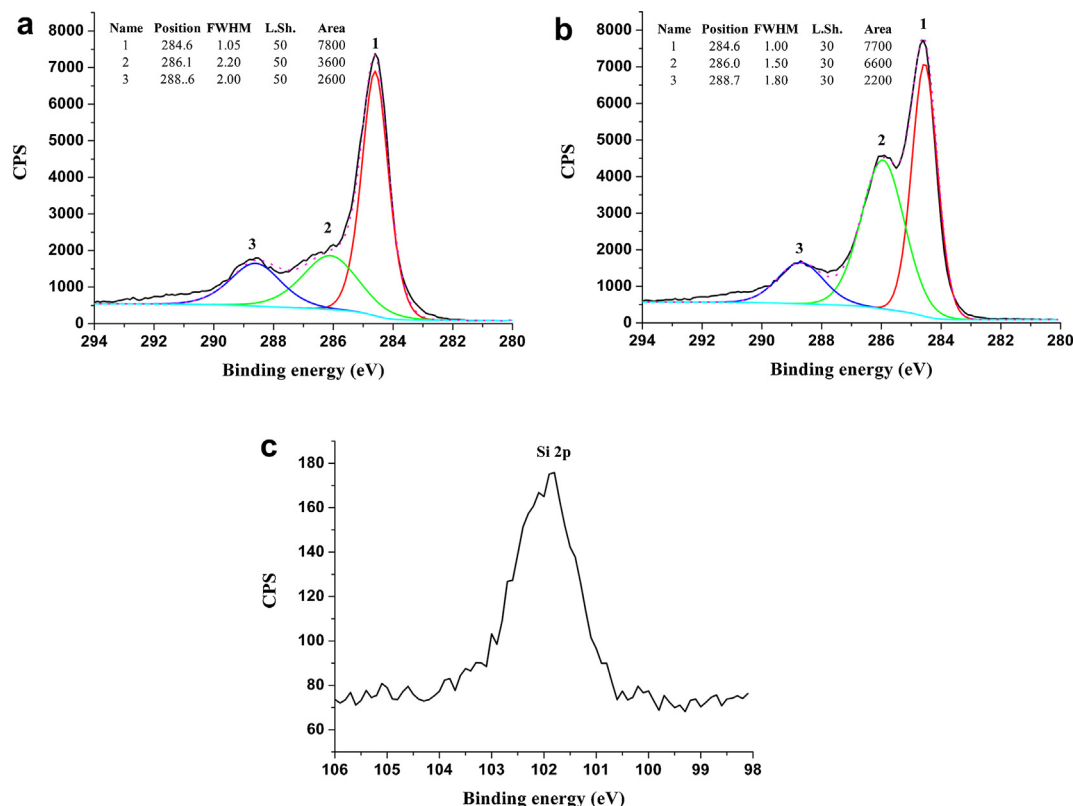 a
Name Position FWHM L.Sh. Area
1 284.6 1.05 50 7800
2 286.1 2.20 50 3600
3 288..6 2.00 50 2600
1
2
3
8000
7000
6000
5000
4000
3000
2000
1000
0
CPS
294 292 290 288 286 284 282 280
Binding energy (eV)
b
Name Position FWHM L.Sh. Area
1 284.6 1.00 30 7700
2 286.0 1.50 30 6600
3 288.7 1.80 30 2200
1
2
3
8000
7000
6000
5000
4000
3000
2000
1000
0
CPS
294 292 290 288 286 284 282 280
Binding energy (eV)
c
Si 2p
180
160
140
120
100
80
60
CPS
106 105 104 103 102 101 100 99 98
Binding energy (eV)